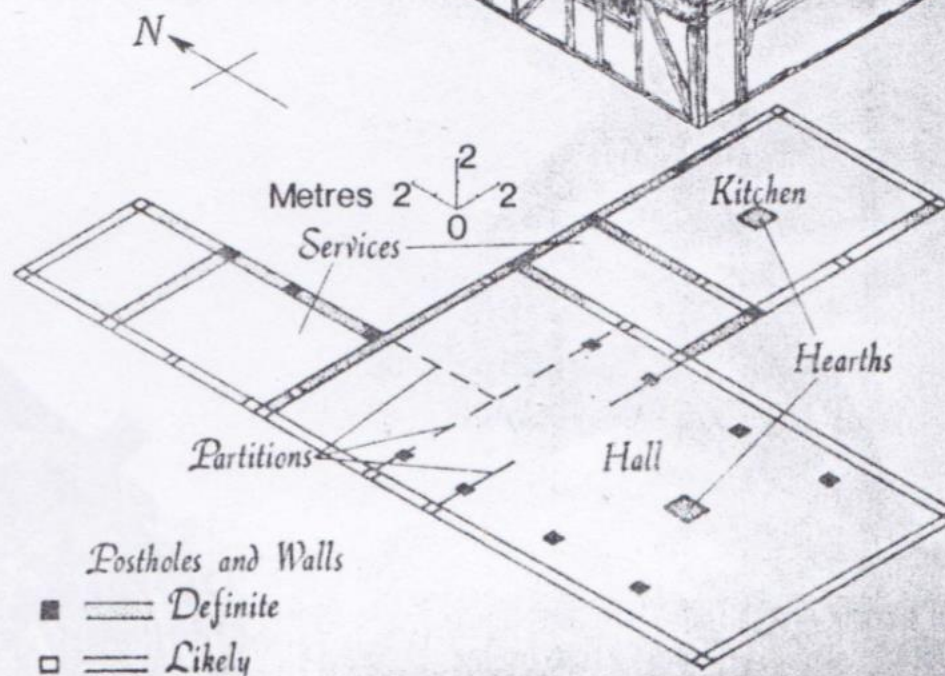 N
2
Metres 2 2
0
Kitchen
Services
Hearths
Partitions
Hall
Postholes and Walls
Definite
Likely